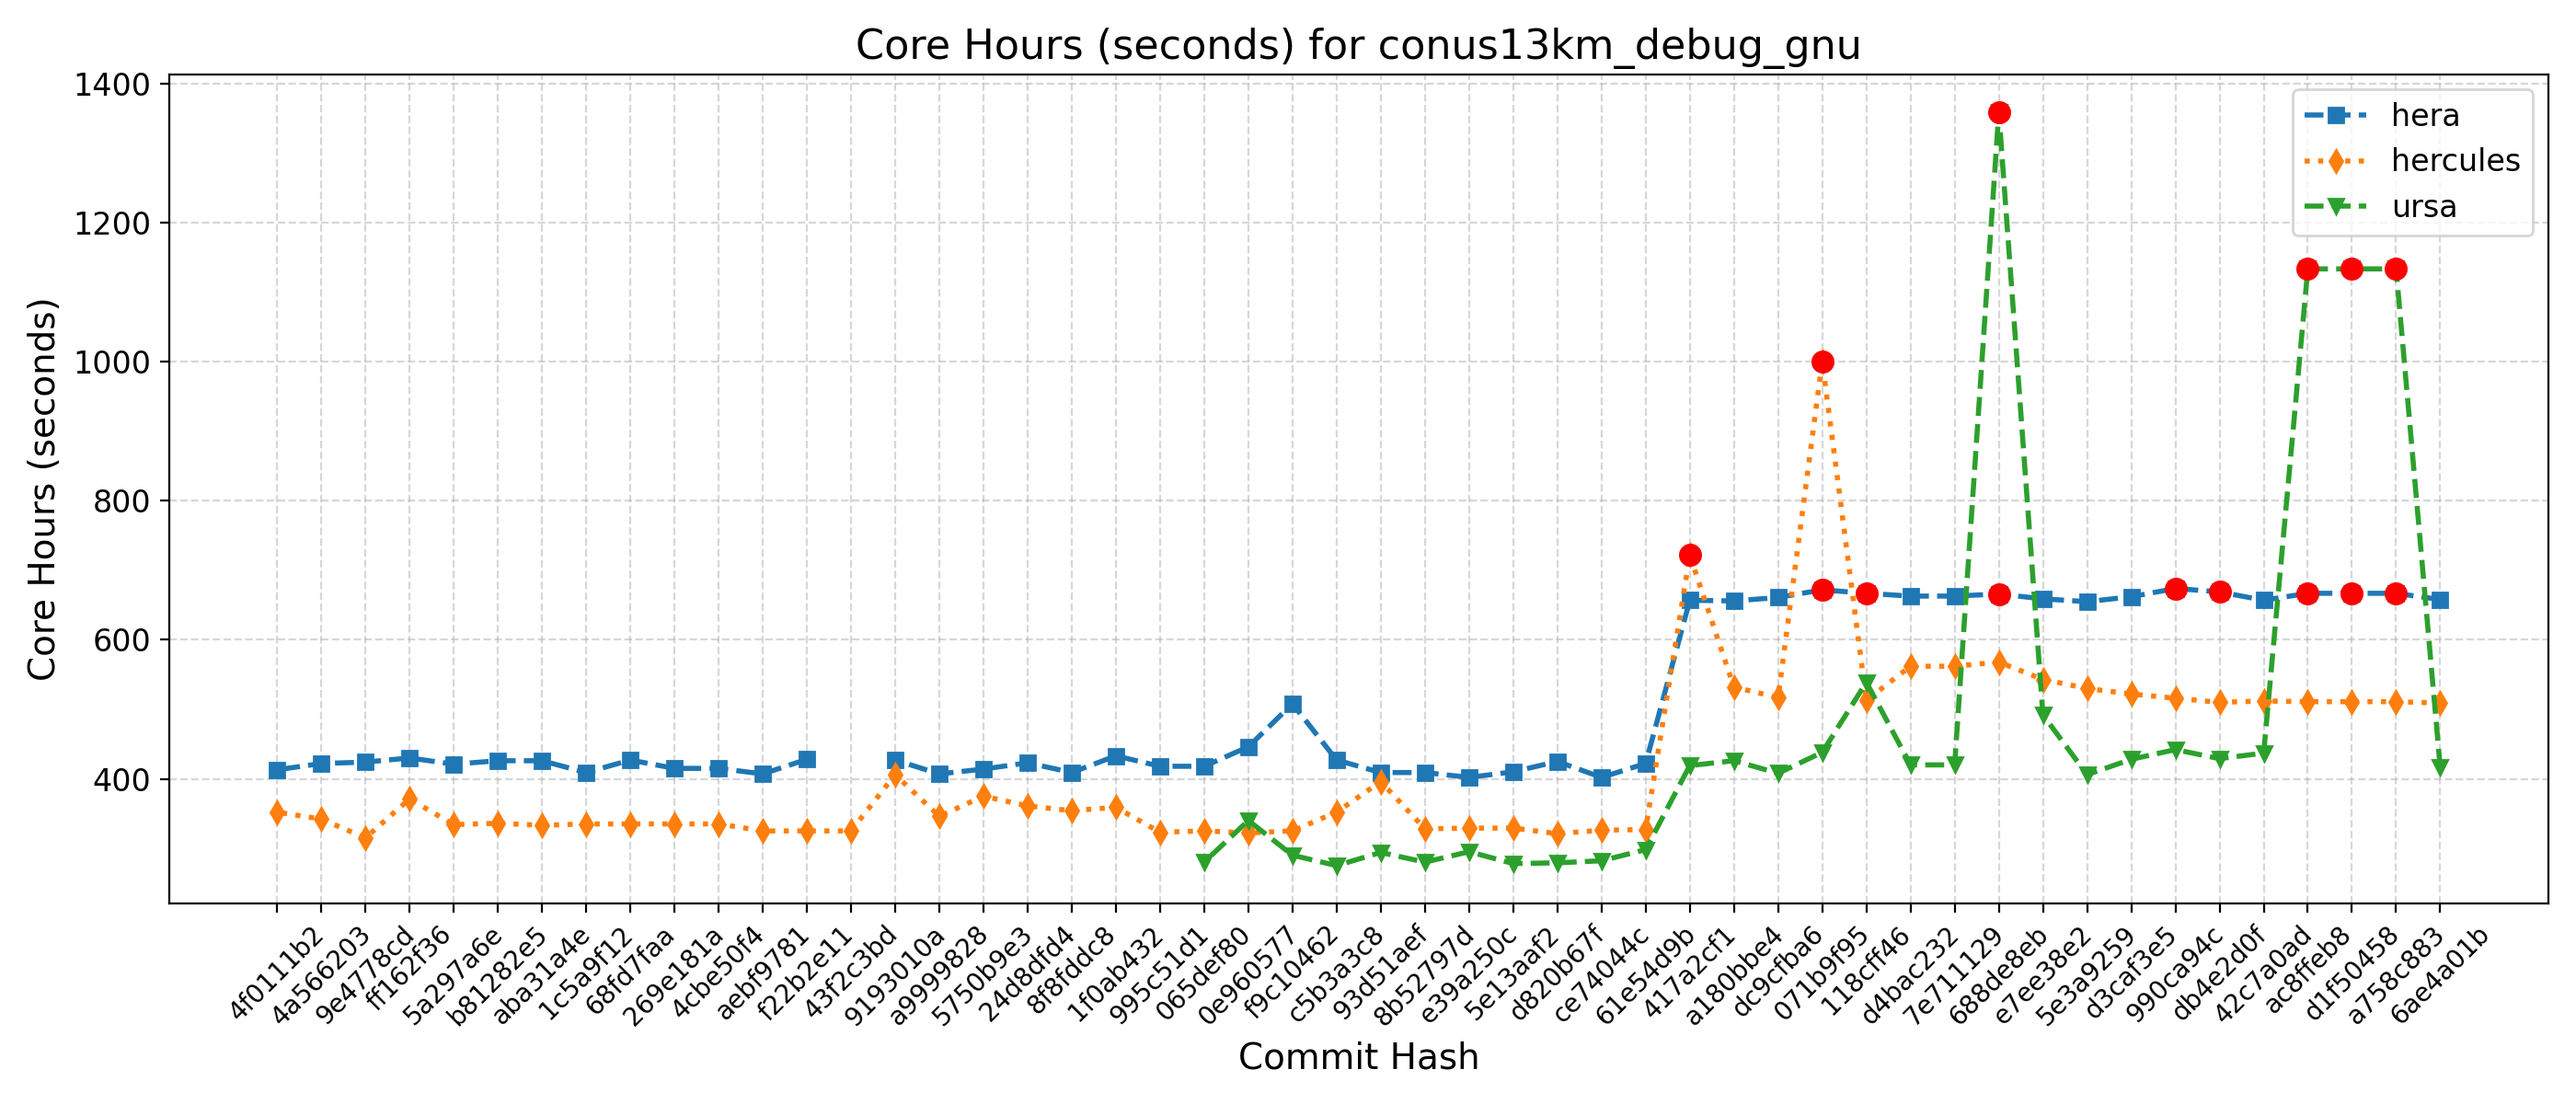 Core Hours (seconds) for conus13km_debug_gnu
Core Hours (seconds)
1400
1200
1000
800
600
400
hera
hercules
ursa
4f0111b2
4a566203
9e4778cd
ff162f36
5a297a6e
b81282e5
aba31a4e
1c5a9f12
68fd7faa
269e181a
4cbe50f4
aebf9781
f22b2e11
43f2c3bd
9193010a
a9999828
5750b9e3
24d8dfd4
8f8fddc8
1f0ab432
995c51d1
065def80
0e960577
f9c10462
c5b3a3c8
93d51aef
8b52797d
e39a250c
5e13aaf2
d820b67f
ce74044c
61e54d9b
417a2cf1
a180bbe4
dc9cfba6
071b9f95
118cff46
d4bac232
7e711129
688de8eb
e7ee38e2
5e3a9259
d3caf3e5
990ca94c
db4e2d0f
42c7a0ad
ac8ffeb8
d1f50458
a758c883
6ae4a01b
Commit Hash